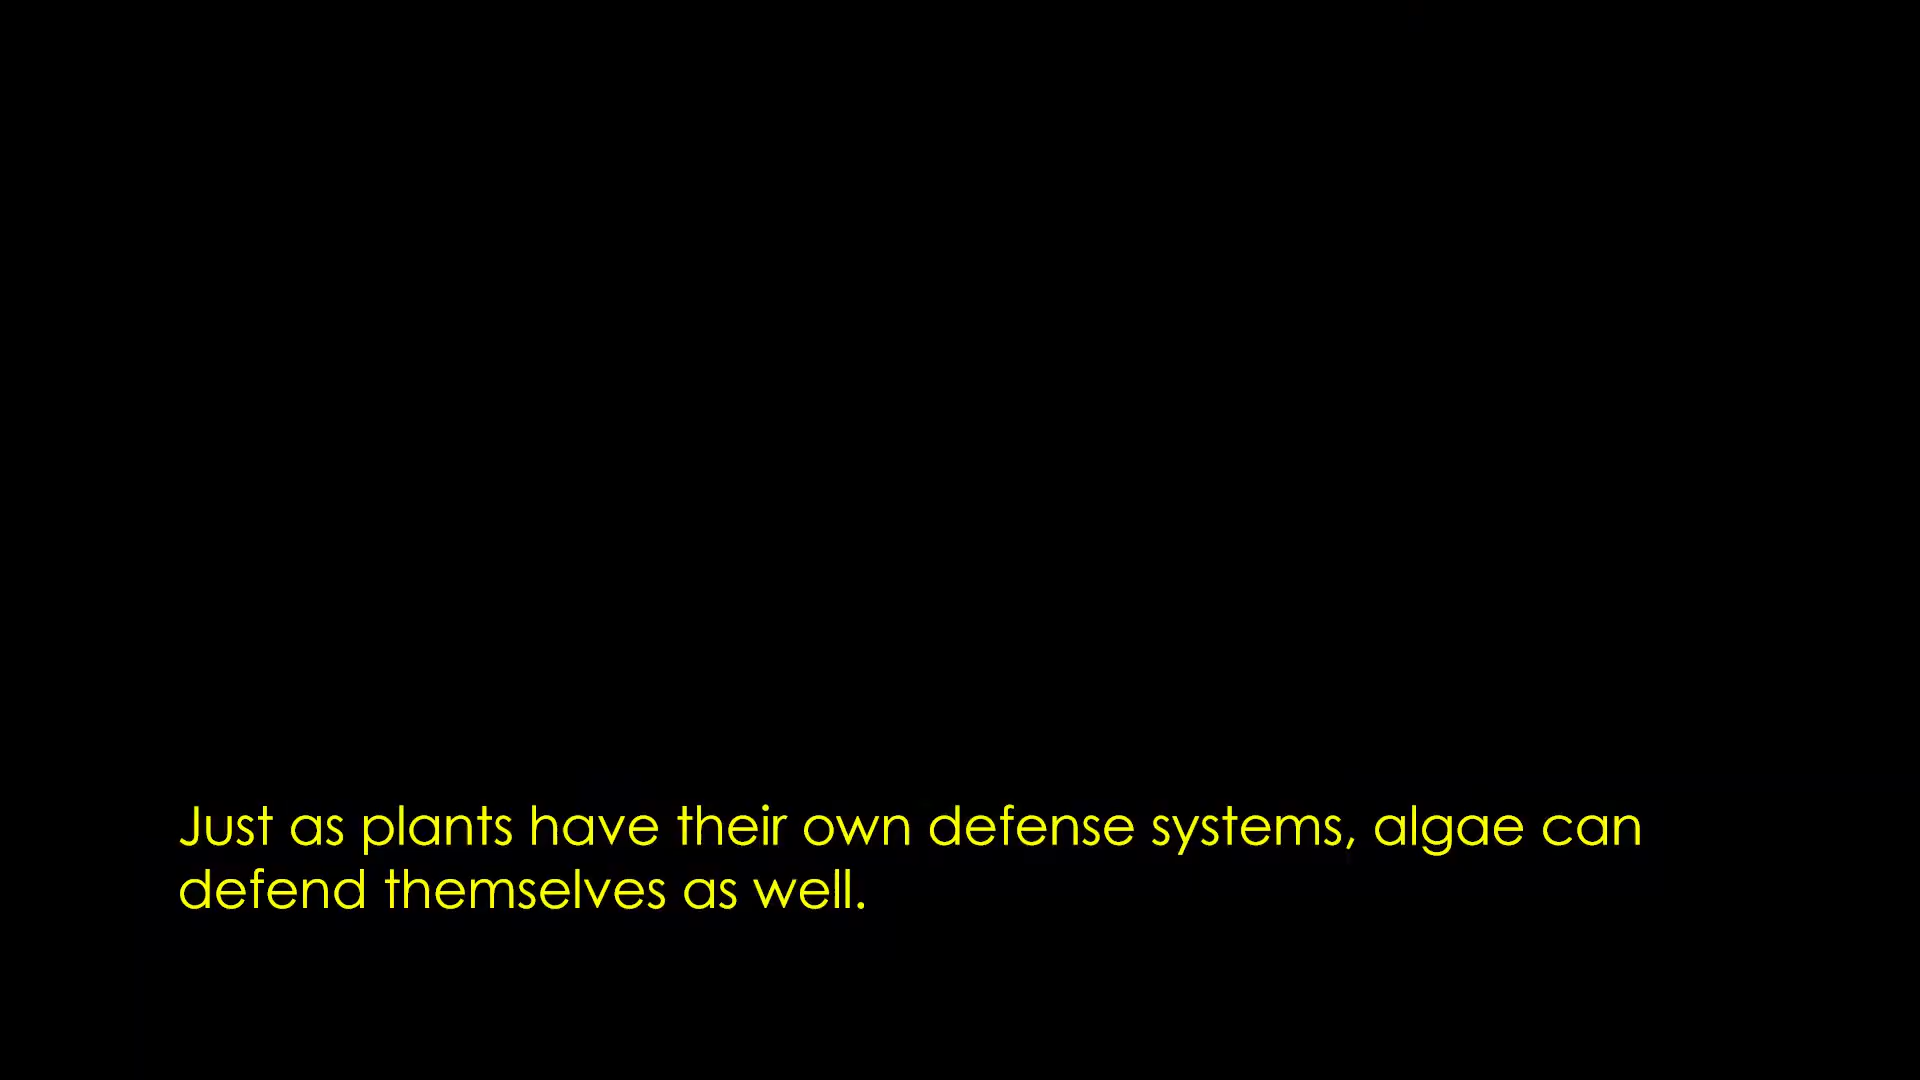 Just as plants have their own defense systems, algae can
defend themselves as well.